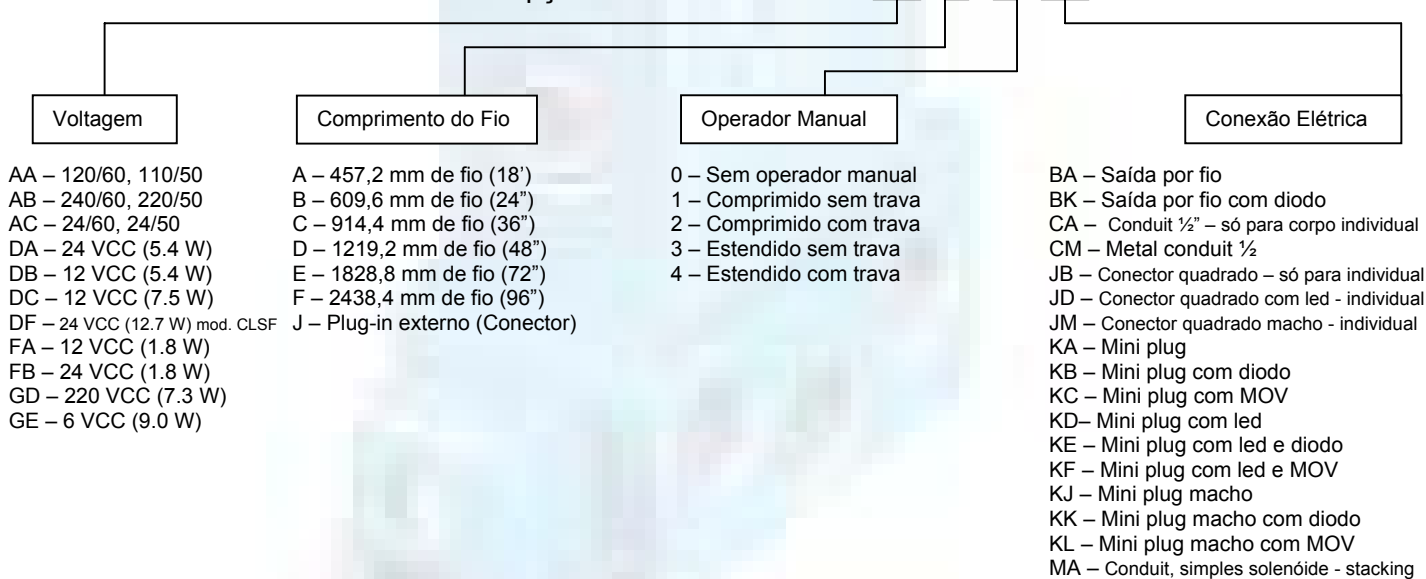 Voltagem
AA – 120/60, 110/50
AB – 240/60, 220/50
AC – 24/60, 24/50
DA – 24 VCC (5.4 W)
DB – 12 VCC (5.4 W)
DC – 12 VCC (7.5 W)
DF – 24 VCC (12.7 W) mod. CLSF
FA – 12 VCC (1.8 W)
FB – 24 VCC (1.8 W)
GD – 220 VCC (7.3 W)
GE – 6 VCC (9.0 W)
Comprimento do Fio
A – 457,2 mm de fio (18’)
B – 609,6 mm de fio (24”)
C – 914,4 mm de fio (36”)
D – 1219,2 mm de fio (48”)
E – 1828,8 mm de fio (72”)
F – 2438,4 mm de fio (96”)
J – Plug-in externo (Conector)
Operador Manual
0 – Sem operador manual
1 – Comprimido sem trava
2 – Comprimido com trava
3 – Estendido sem trava
4 – Estendido com trava
Conexão Elétrica
BA – Saída por fio
BK – Saída por fio com diodo
CA – Conduit ½” – só para corpo individual
CM – Metal conduit ½
JB – Conector quadrado – só para individual
JD – Conector quadrado com led - individual
JM – Conector quadrado macho - individual
KA – Mini plug
KB – Mini plug com diodo
KC – Mini plug com MOV
KD– Mini plug com led
KE – Mini plug com led e diodo
KF – Mini plug com led e MOV
KJ – Mini plug macho
KK – Mini plug macho com diodo
KL – Mini plug macho com MOV
MA – Conduit, simples solenóide - stacking